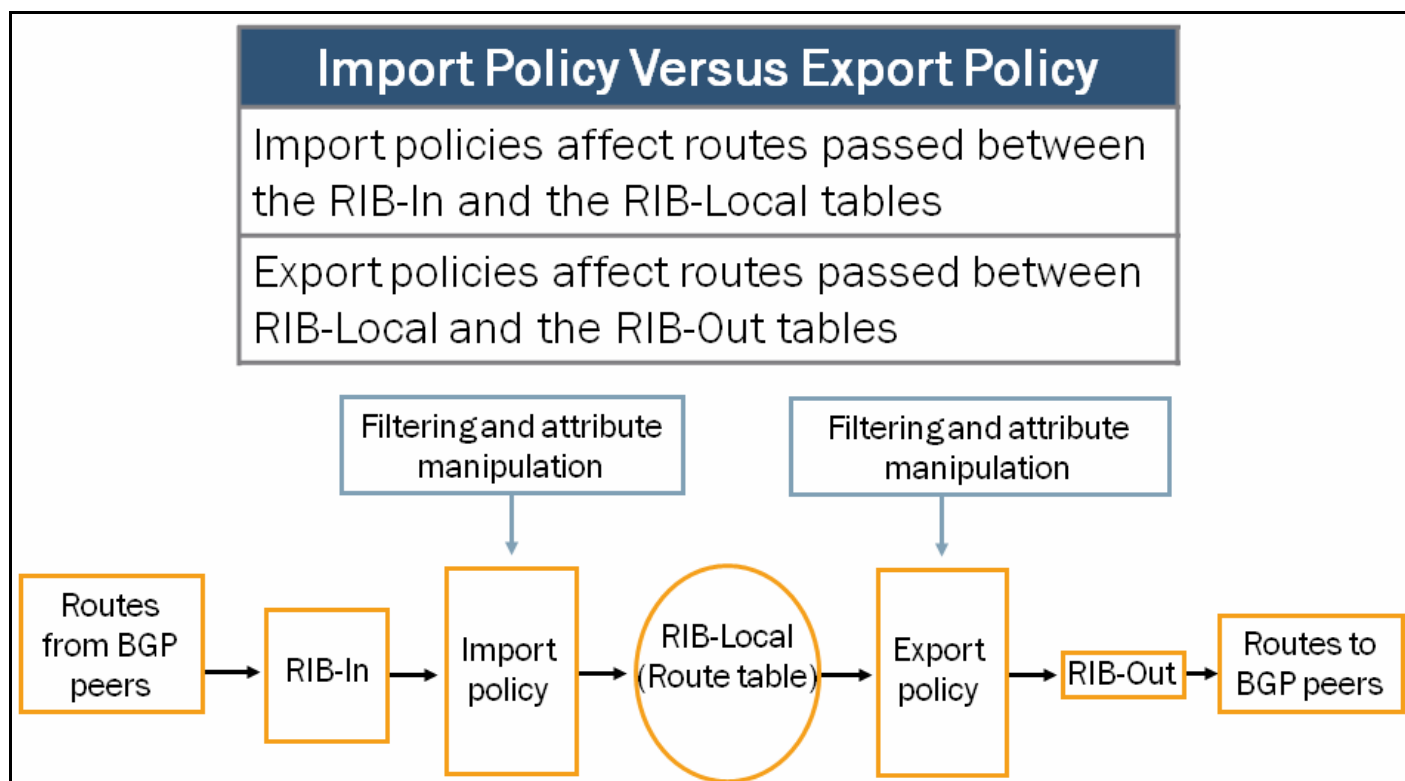 Import Policy Versus Export Policy
Import policies affect routes passed between
the RIB-In and the RIB-Local tables
Export policies affect routes passed between
RIB-Local and the RIB-Out tables
Filtering and attribute
manipulation
Filtering and attribute
manipulation
Routes
from BGP
peers
RIB-In
Import
policy
RIB-Local
(Route table)
Export
policy
RIB-Out
Routes to
BGP peers